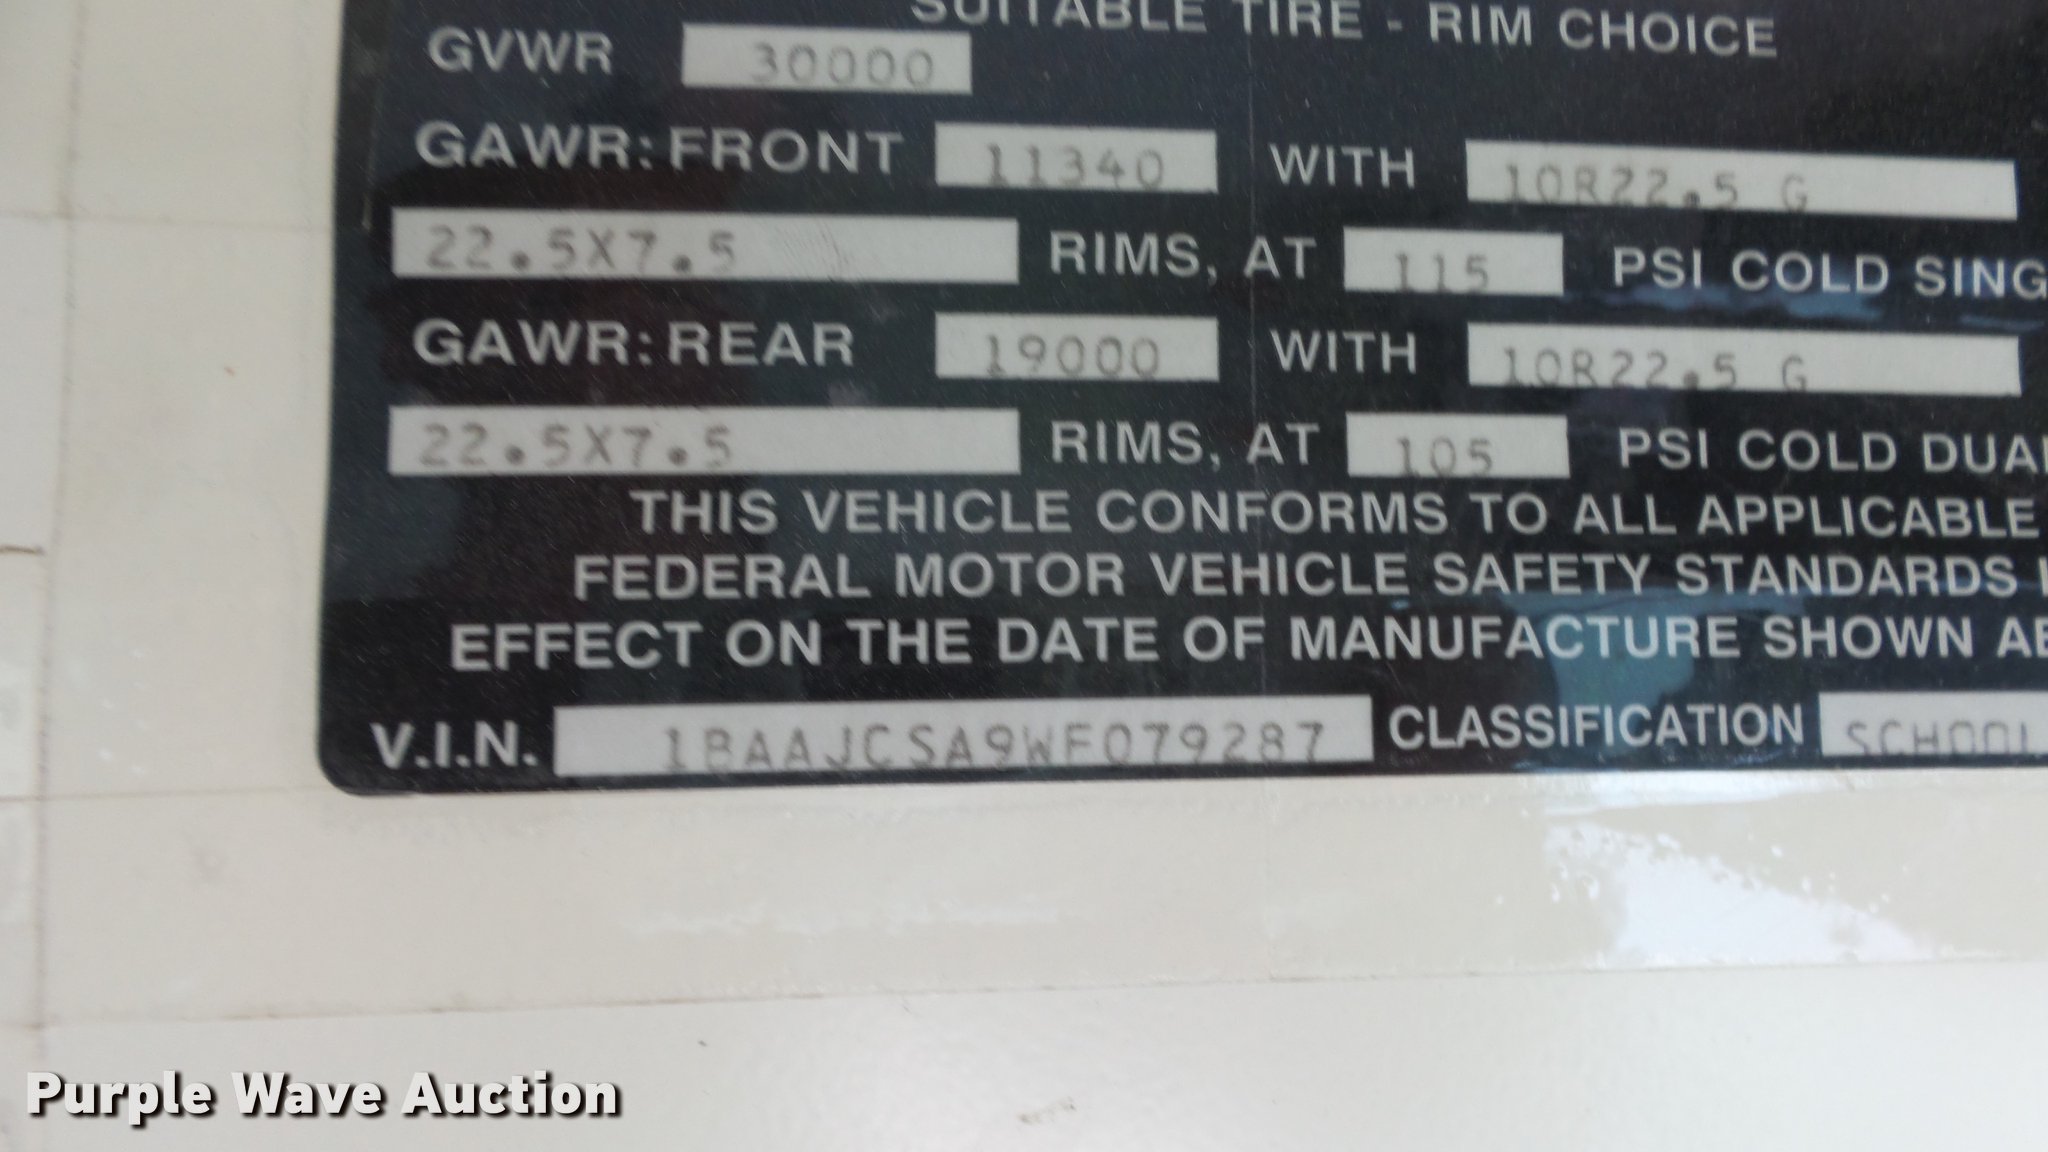 SUITABLE TIRE - RIM CHOICE
GVWR 30000
GAWR: FRONT 11340 WITH 10R22.5 G
22.5X7.5 RIMS, AT 115 PSI COLD SING
GAWR: REAR 19000 WITH 10R22.5 G
22.5X7.5 RIMS, AT 105 PSI COLD DUAL
THIS VEHICLE CONFORMS TO ALL APPLICABLE
FEDERAL MOTOR VEHICLE SAFETY STANDARDS I
EFFECT ON THE DATE OF MANUFACTURE SHOWN AB
V.I.N. 1BAAJCSA9WF079287 CLASSIFICATION SCHOOL
Purple Wave Auction